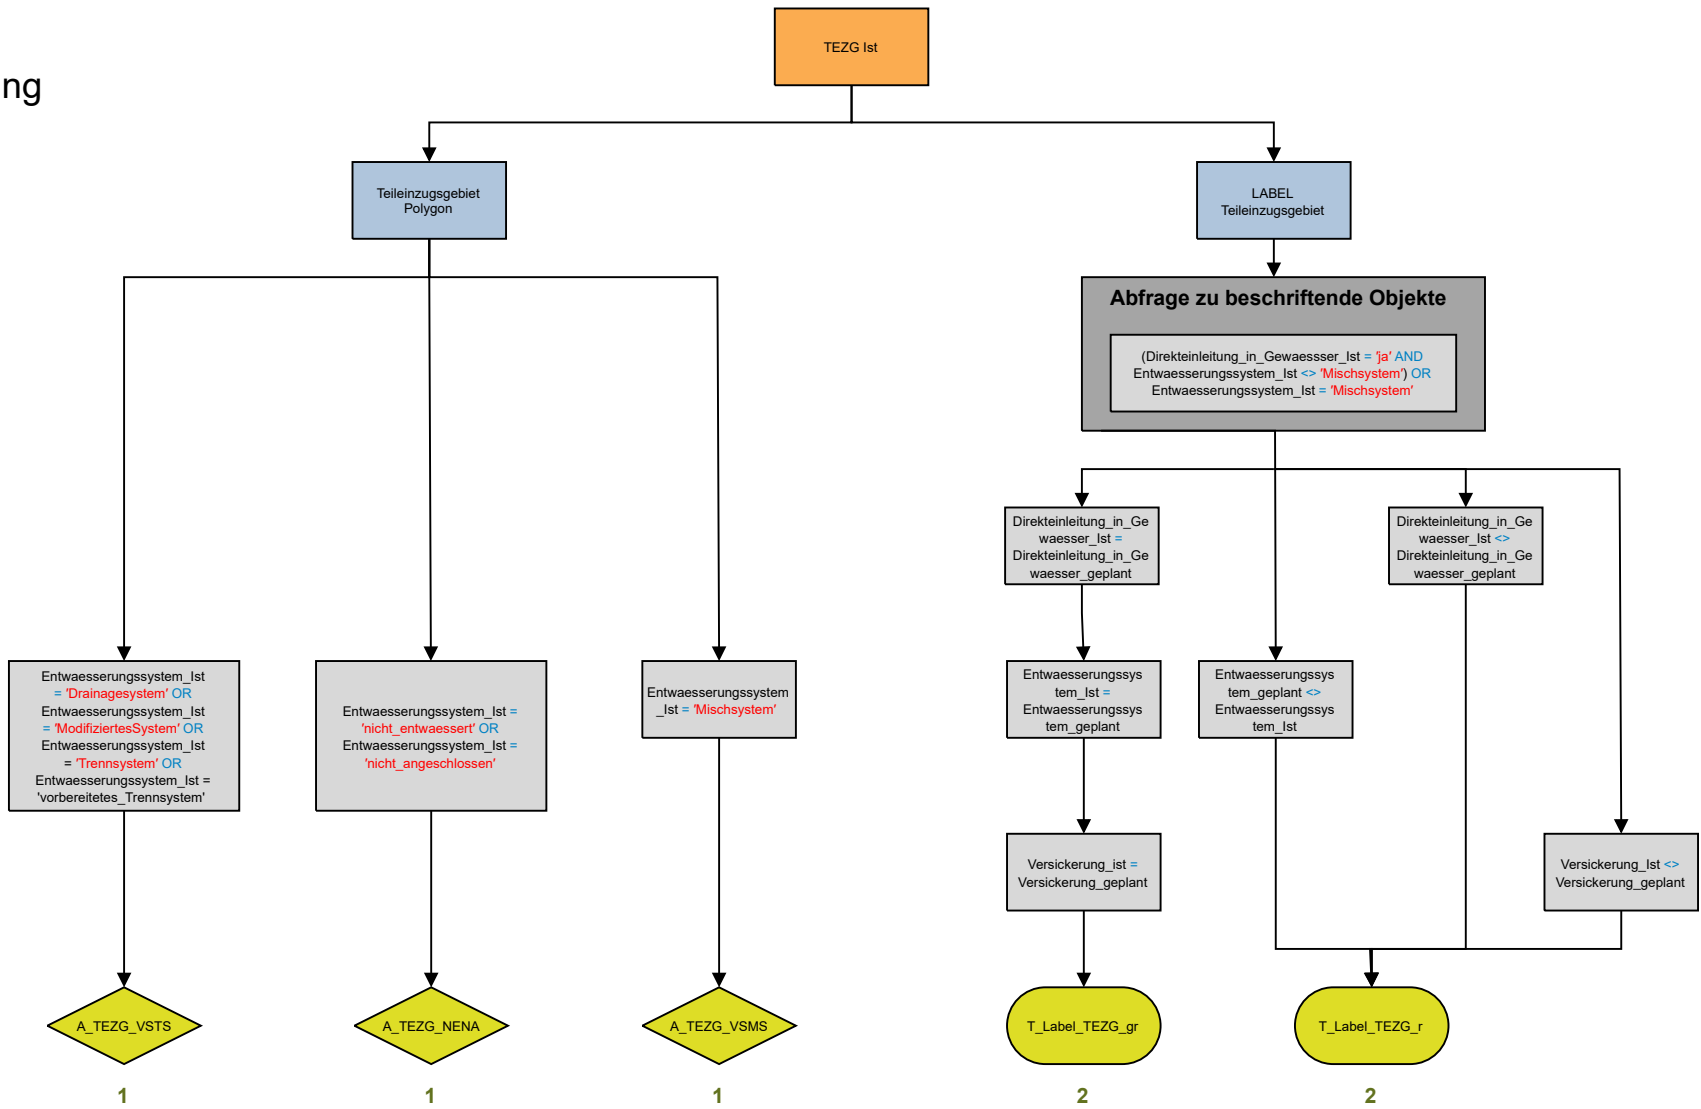 TEZG Ist
ng
Teileinzugsgebiet
Polygon
LABEL
Teileinzugsgebiet
Abfrage zu beschriftende Objekte
(Direkteinleitung_in_Gewaessser_Ist = 'ja' AND
Entwaesserungssystem_Ist <> 'Mischsystem') OR
Entwaesserungssystem_Ist = 'Mischsystem'
Direkteinleitung_in_Ge
waesser_Ist =
Direkteinleitung_in_Ge
waesser_geplant
Direkteinleitung_in_Ge
waesser_Ist <>
Direkteinleitung_in_Ge
waesser_geplant
Entwaesserungssystem_Ist
= 'Drainagesystem' OR
Entwaesserungssystem_Ist
= 'ModifiziertesSystem' OR
Entwaesserungssystem_Ist
= 'Trennsystem' OR
Entwaesserungssystem_Ist =
'vorbereitetes_Trennsystem'
Entwaesserungssystem_Ist =
'nicht_entwaessert' OR
Entwaesserungssystem_Ist =
'nicht_angeschlossen'
Entwaesserungssystem
_Ist = 'Mischsystem'
Entwaesserungssys
tem_Ist =
Entwaesserungssys
tem_geplant
Entwaesserungssys
tem_geplant <>
Entwaesserungssys
tem_Ist
Versickerung_ist =
Versickerung_geplant
Versickerung_Ist <>
Versickerung_geplant
A_TEZG_VSTS
A_TEZG_NENA
A_TEZG_VSMS
T_Label_TEZG_gr
T_Label_TEZG_r
1
1
1
2
2